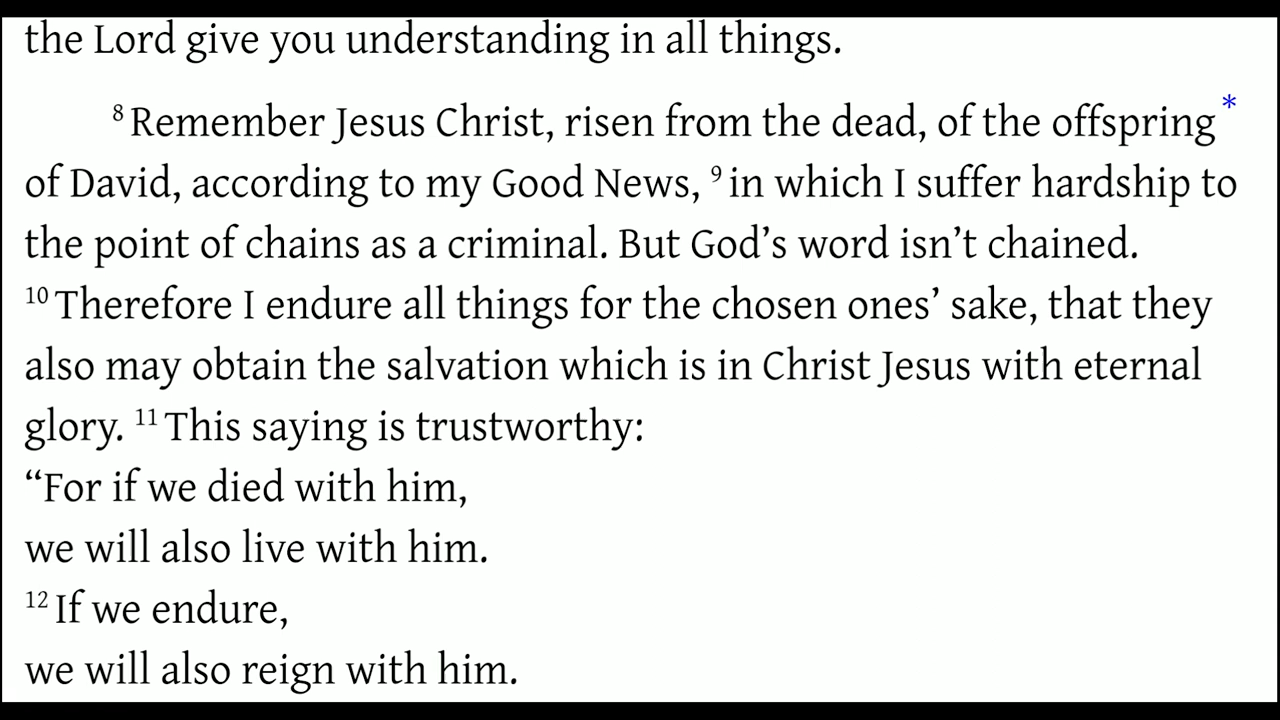 the Lord give you understanding in all things.
8 Remember Jesus Christ, risen from the dead, of the offspring *
of David, according to my Good News, 9 in which I suffer hardship to
the point of chains as a criminal. But God’s word isn’t chained.
10 Therefore I endure all things for the chosen ones’ sake, that they
also may obtain the salvation which is in Christ Jesus with eternal
glory. 11 This saying is trustworthy:
“For if we died with him,
we will also live with him.
12 If we endure,
we will also reign with him.